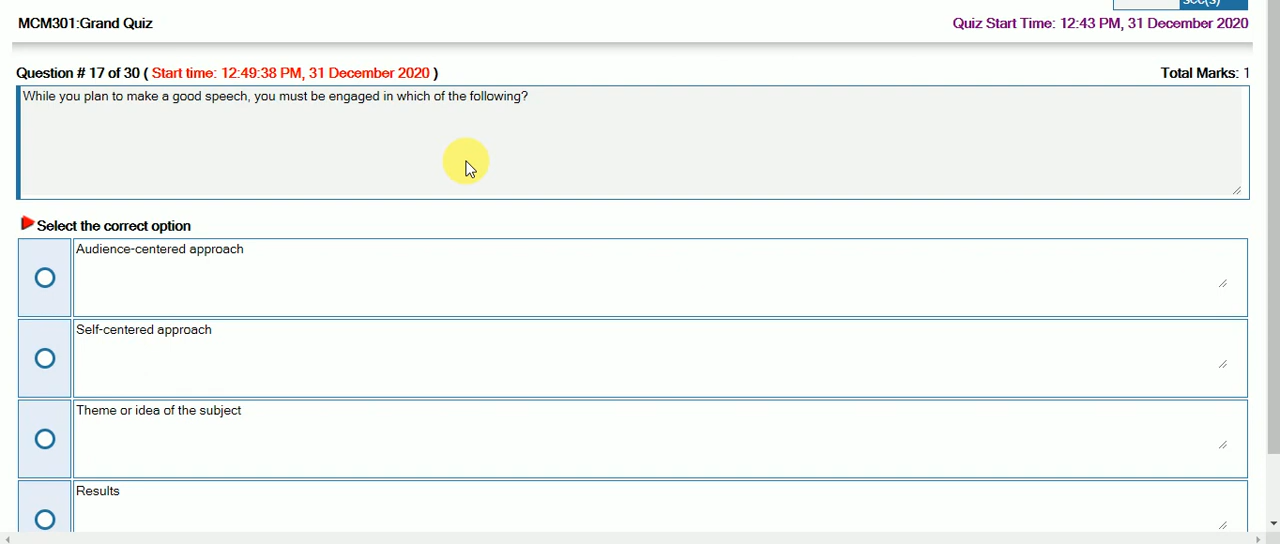 sec(s)
MCM301:Grand Quiz
Quiz Start Time: 12:43 PM, 31 December 2020
Question # 17 of 30 ( Start time: 12:49:38 PM, 31 December 2020 )
Total Marks: 1
While you plan to make a good speech, you must be engaged in which of the following?
Select the correct option
Audience-centered approach
Self-centered approach
Theme or idea of the subject
Results